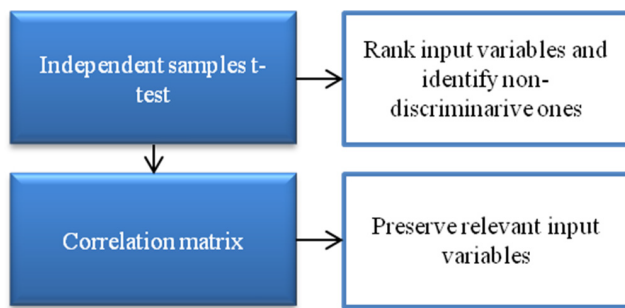 Independent samples t-
test
Rank input variables and
identify non-
discriminarive ones
Correlation matrix
Preserve relevant input
variables